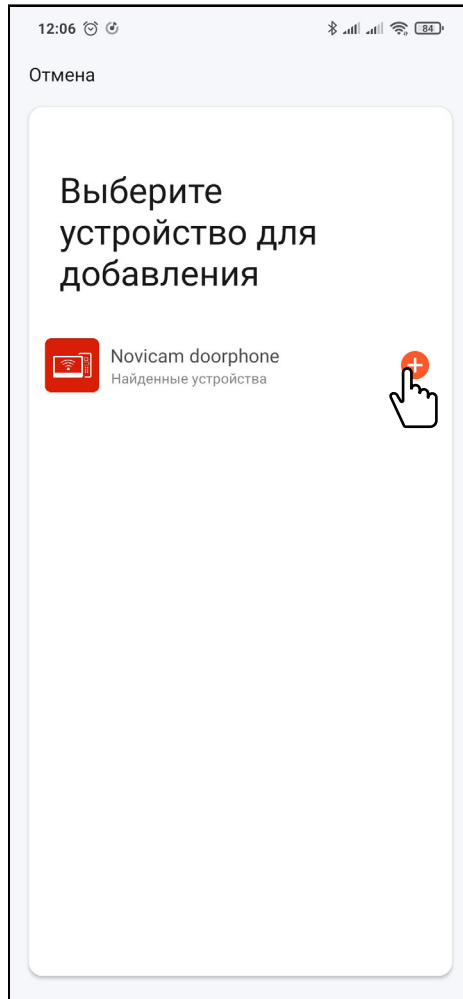 12:06
84
Отмена
Выберите
устройство для
добавления
Novicam doorphone
Найденные устройства